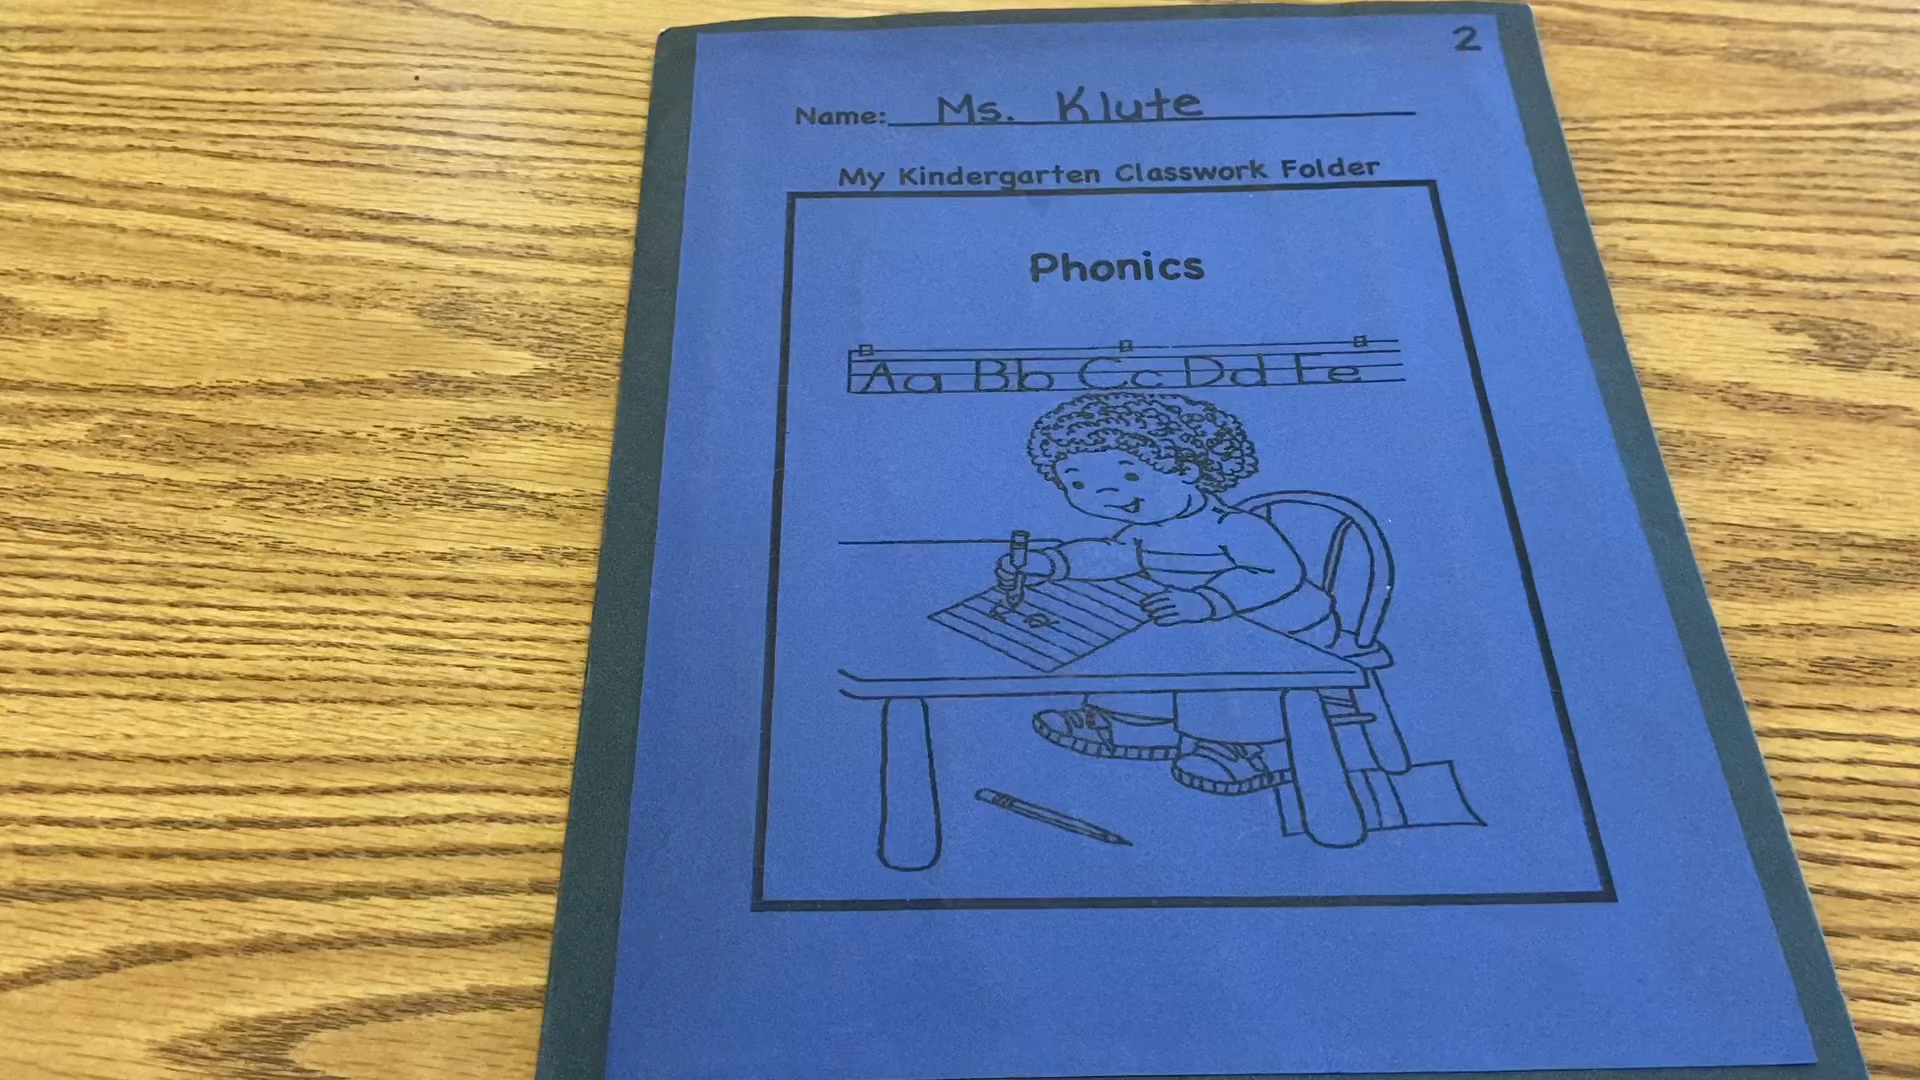 2
Name: Ms. Klute
My Kindergarten Classwork Folder
Phonics
Aa Bb Cc Dd Ee